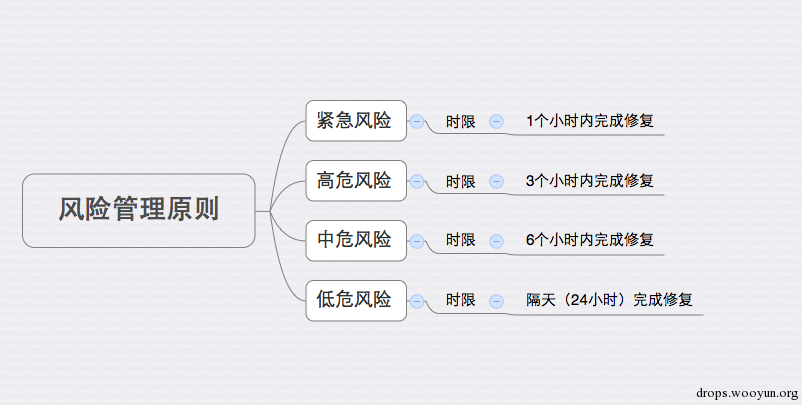 风险管理原则
紧急风险 时限 1个小时内完成修复
高危风险 时限 3个小时内完成修复
中危风险 时限 6个小时内完成修复
低危风险 时限 隔天（24小时）完成修复
drops.wooyun.org